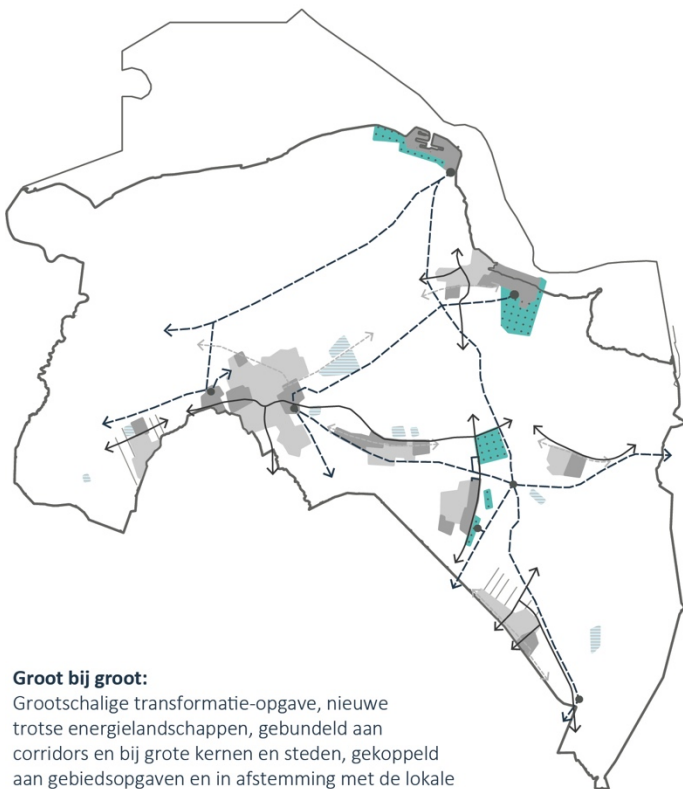 Groot bij groot:
Grootschalige transformatie-opgave, nieuwe
trotse energielandschappen, gebundeld aan
corridors en bij grote kernen en steden, gekoppeld
aan gebiedsopgaven en in afstemming met de lokale